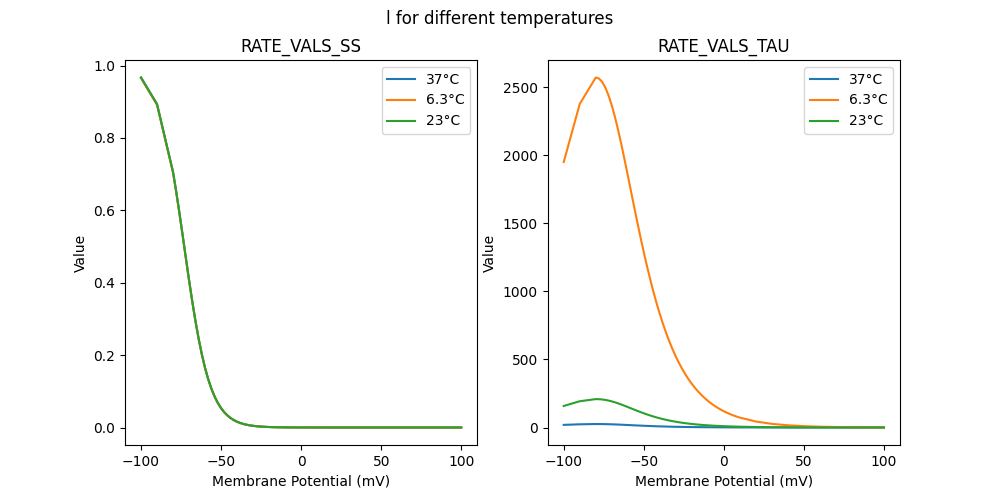 l for different temperatures
RATE_VALS_SS
RATE_VALS_TAU
37°C
6.3°C
23°C
37°C
6.3°C
23°C
1.0
0.8
0.6
0.4
0.2
0.0
Value
−100
−50
0
50
100
Membrane Potential (mV)
2500
2000
1500
1000
500
0
Value
−100
−50
0
50
100
Membrane Potential (mV)